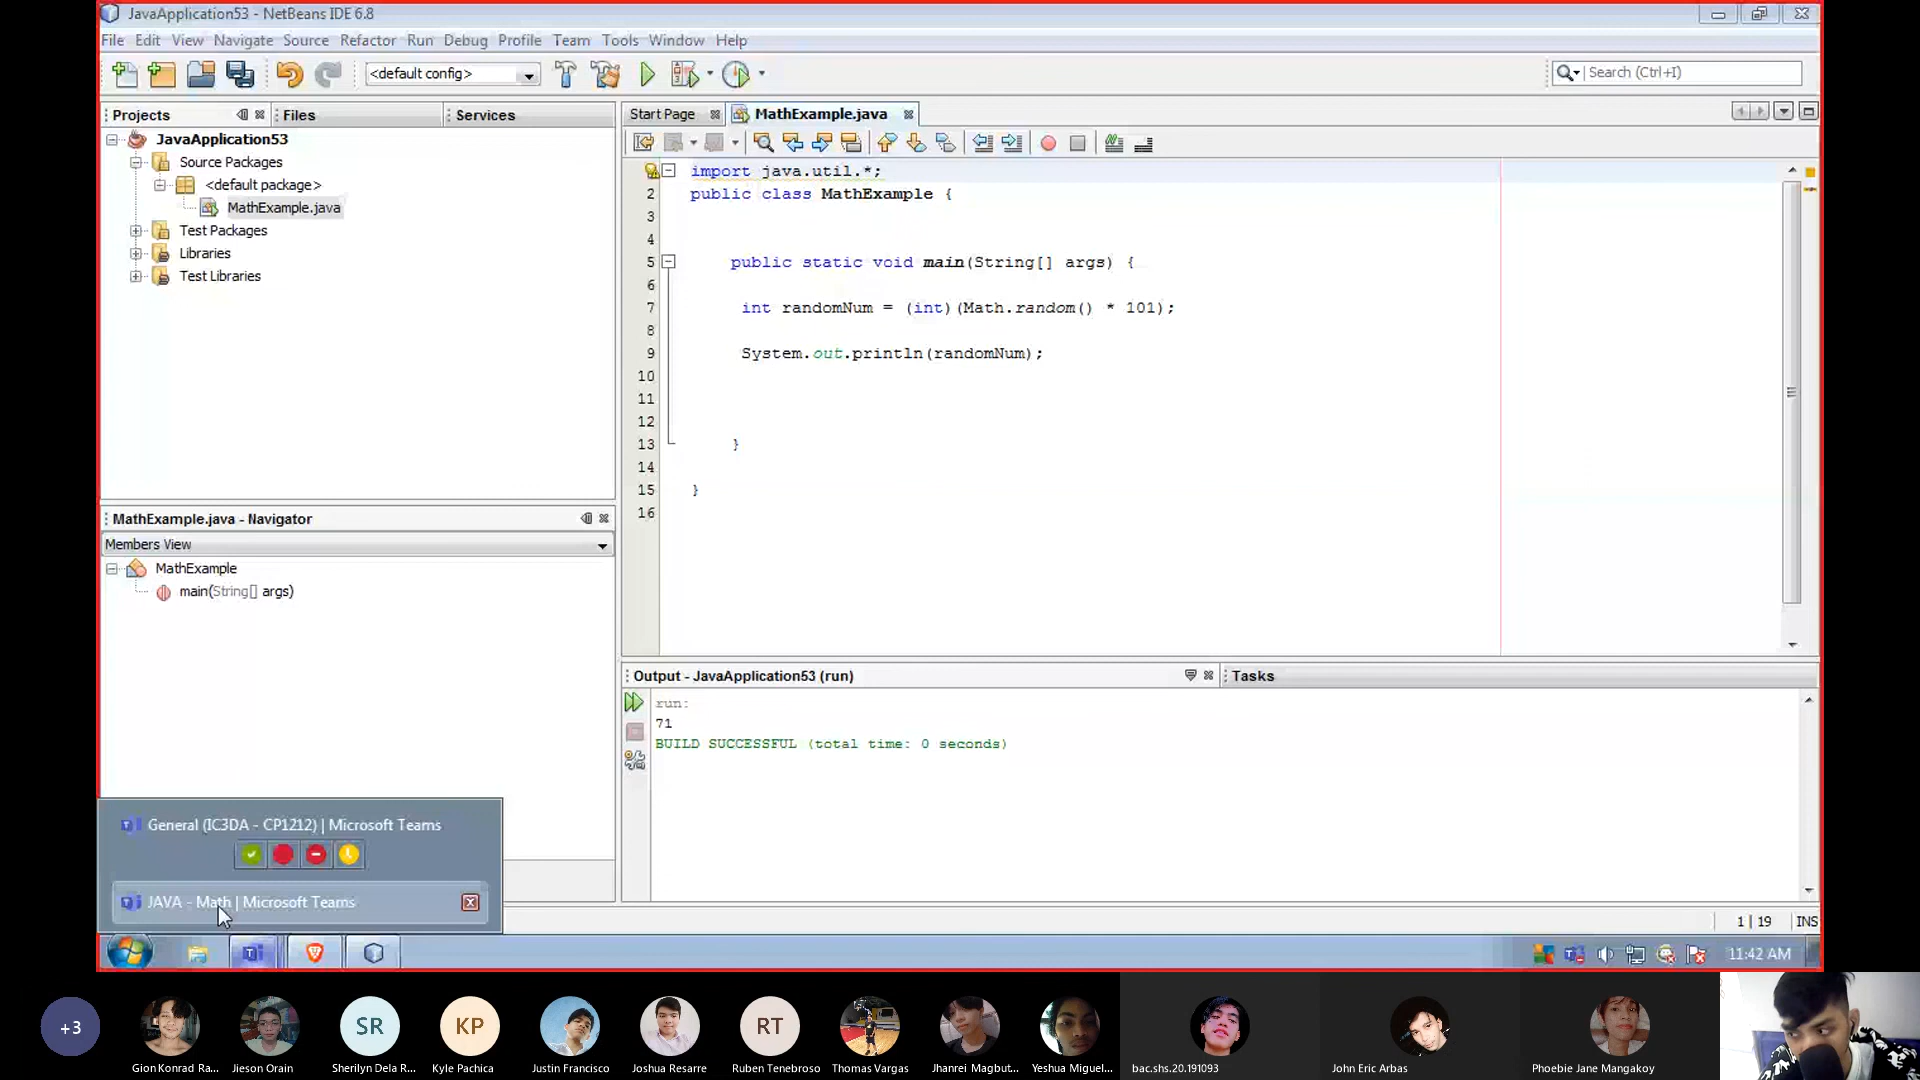 JavaApplication53 - NetBeans IDE 6.8
File Edit View Navigate Source Refactor Run Debug Profile Team Tools Window Help
<default config>
Search (Ctrl+I)
Projects
Files
Services
JavaApplication53
Source Packages
<default package>
MathExample.java
Test Packages
Libraries
Test Libraries
MathExample.java - Navigator
Members View
MathExample
main(String[] args)
Start Page
MathExample.java
import java.util.*;
2 public class MathExample {
3
4
5 public static void main(String[] args) {
6
7 int randomNum = (int)(Math.random() * 101);
8
9 System.out.println(randomNum);
10
11
12
13 }
14
15 }
16
Output - JavaApplication53 (run)
Tasks
run:
71
BUILD SUCCESSFUL (total time: 0 seconds)
General (IC3DA - CP1212) | Microsoft Teams
JAVA - Math | Microsoft Teams
1 | 19 INS
11:42 AM
+3
SR
KP
RT
Gion Konrad Ra...
Jieson Orain
Sherilyn Dela R...
Kyle Pachica
Justin Francisco
Joshua Resarre
Ruben Tenebroso
Thomas Vargas
Jhanrei Magbut...
Yeshua Miguel...
bac.shs.20.191093
John Eric Arbas
Phoebie Jane Mangakoy